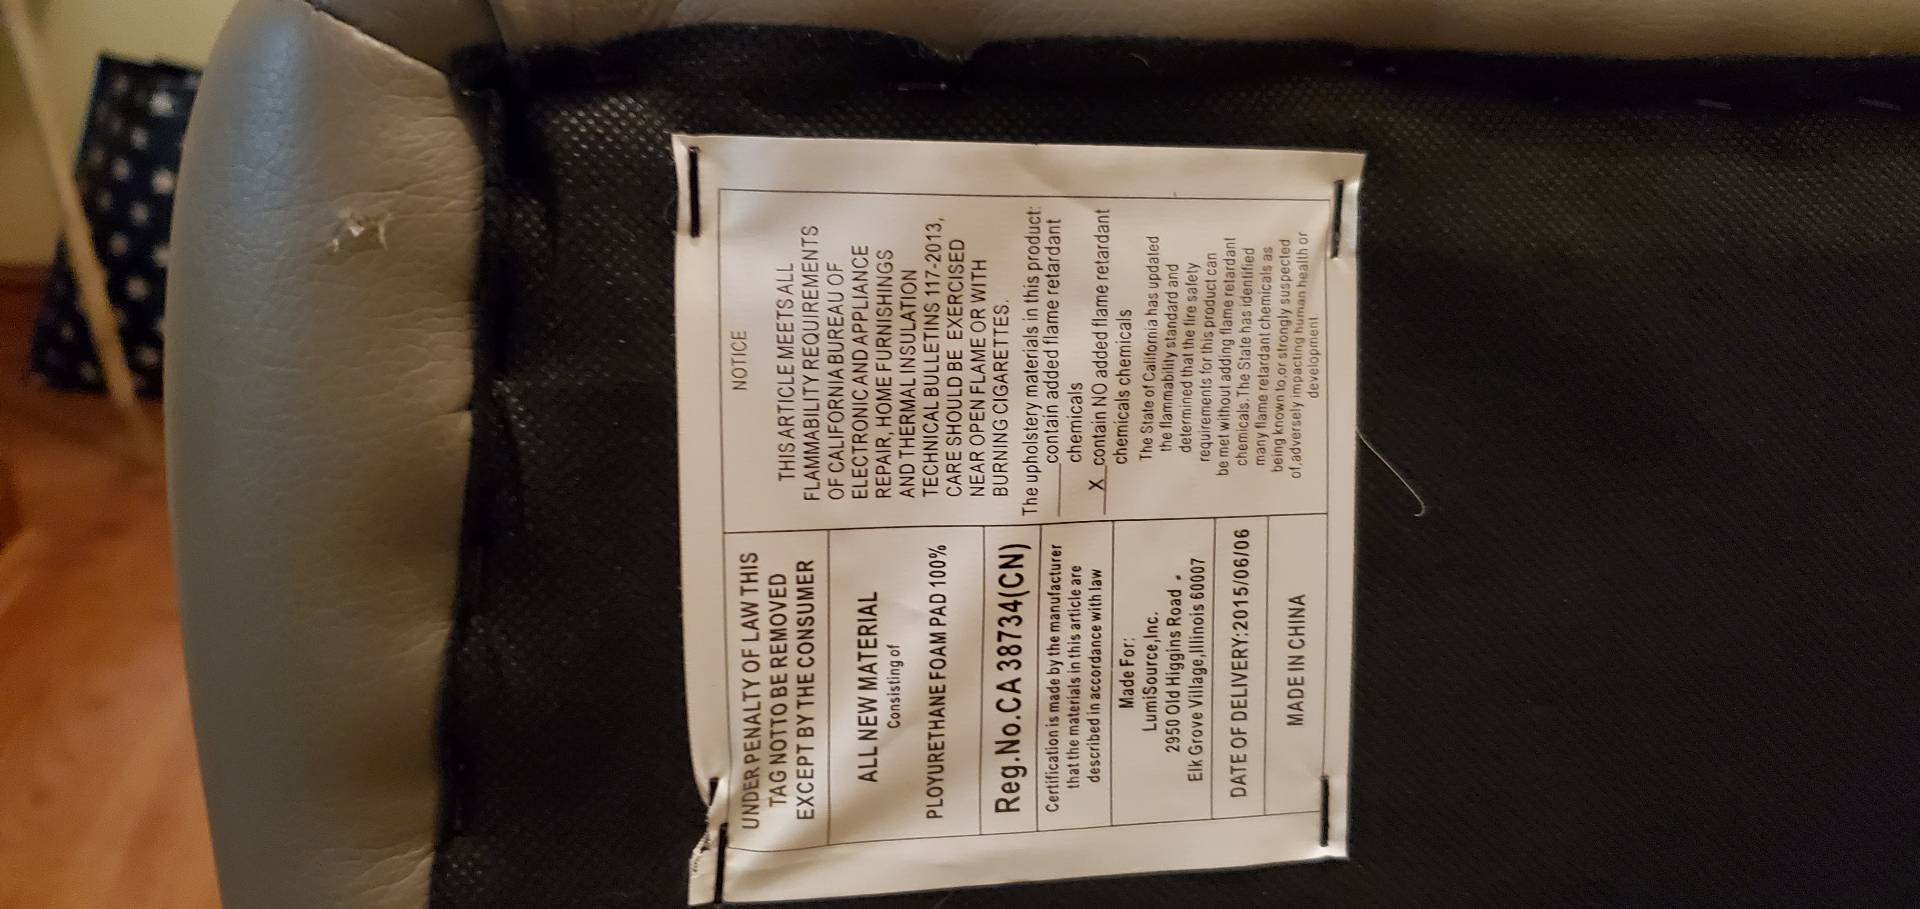 UNDER PENALTY OF LAW THIS
TAG NOT TO BE REMOVED
EXCEPT BY THE CONSUMER
ALL NEW MATERIAL
Consisting of
PLOYURETHANE FOAM PAD 100%
Reg.No.CA 38734(CN)
Certification is made by the manufacturer
that the materials in this article are
described in accordance with law
Made For:
LumiSource,Inc.
2950 Old Higgins Road .
Elk Grove Village,Illinois 60007
DATE OF DELIVERY:2015/06/06
MADE IN CHINA
NOTICE
THIS ARTICLE MEETS ALL
FLAMMABILITY REQUIREMENTS
OF CALIFORNIA BUREAU OF
ELECTRONIC AND APPLIANCE
REPAIR, HOME FURNISHINGS
AND THERMAL INSULATION
TECHNICAL BULLETINS 117-2013,
CARE SHOULD BE EXERCISED
NEAR OPEN FLAME OR WITH
BURNING CIGARETTES.
The upholstery materials in this product:
____contain added flame retardant
chemicals
_X_contain NO added flame retardant
chemicals chemicals
The State of California has updated
the flammability standard and
determined that the fire safety
requirements for this product can
be met without adding flame retardant
chemicals.The State has identified
many flame retardant chemicals as
being known to,or strongly suspected
of,adversely impacting human health or
development.